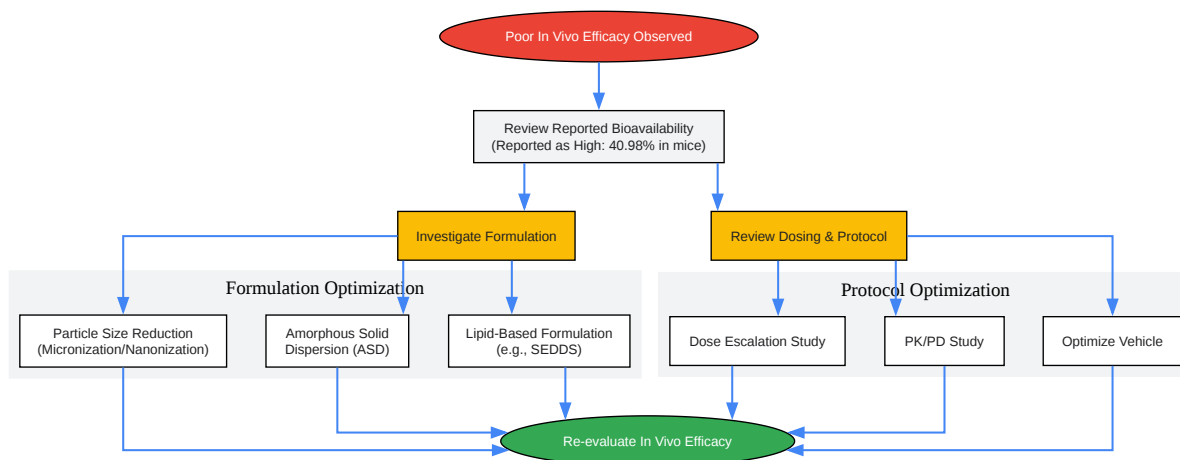 Poor In Vivo Efficacy Observed
Review Reported Bioavailability
(Reported as High: 40.98% in mice)
Investigate Formulation
Review Dosing & Protocol
Formulation Optimization
Protocol Optimization
Particle Size Reduction
(Micronization/Nanonization)
Amorphous Solid
Dispersion (ASD)
Lipid-Based Formulation
(e.g., SEDDS)
Dose Escalation Study
PK/PD Study
Optimize Vehicle
Re-evaluate In Vivo Efficacy